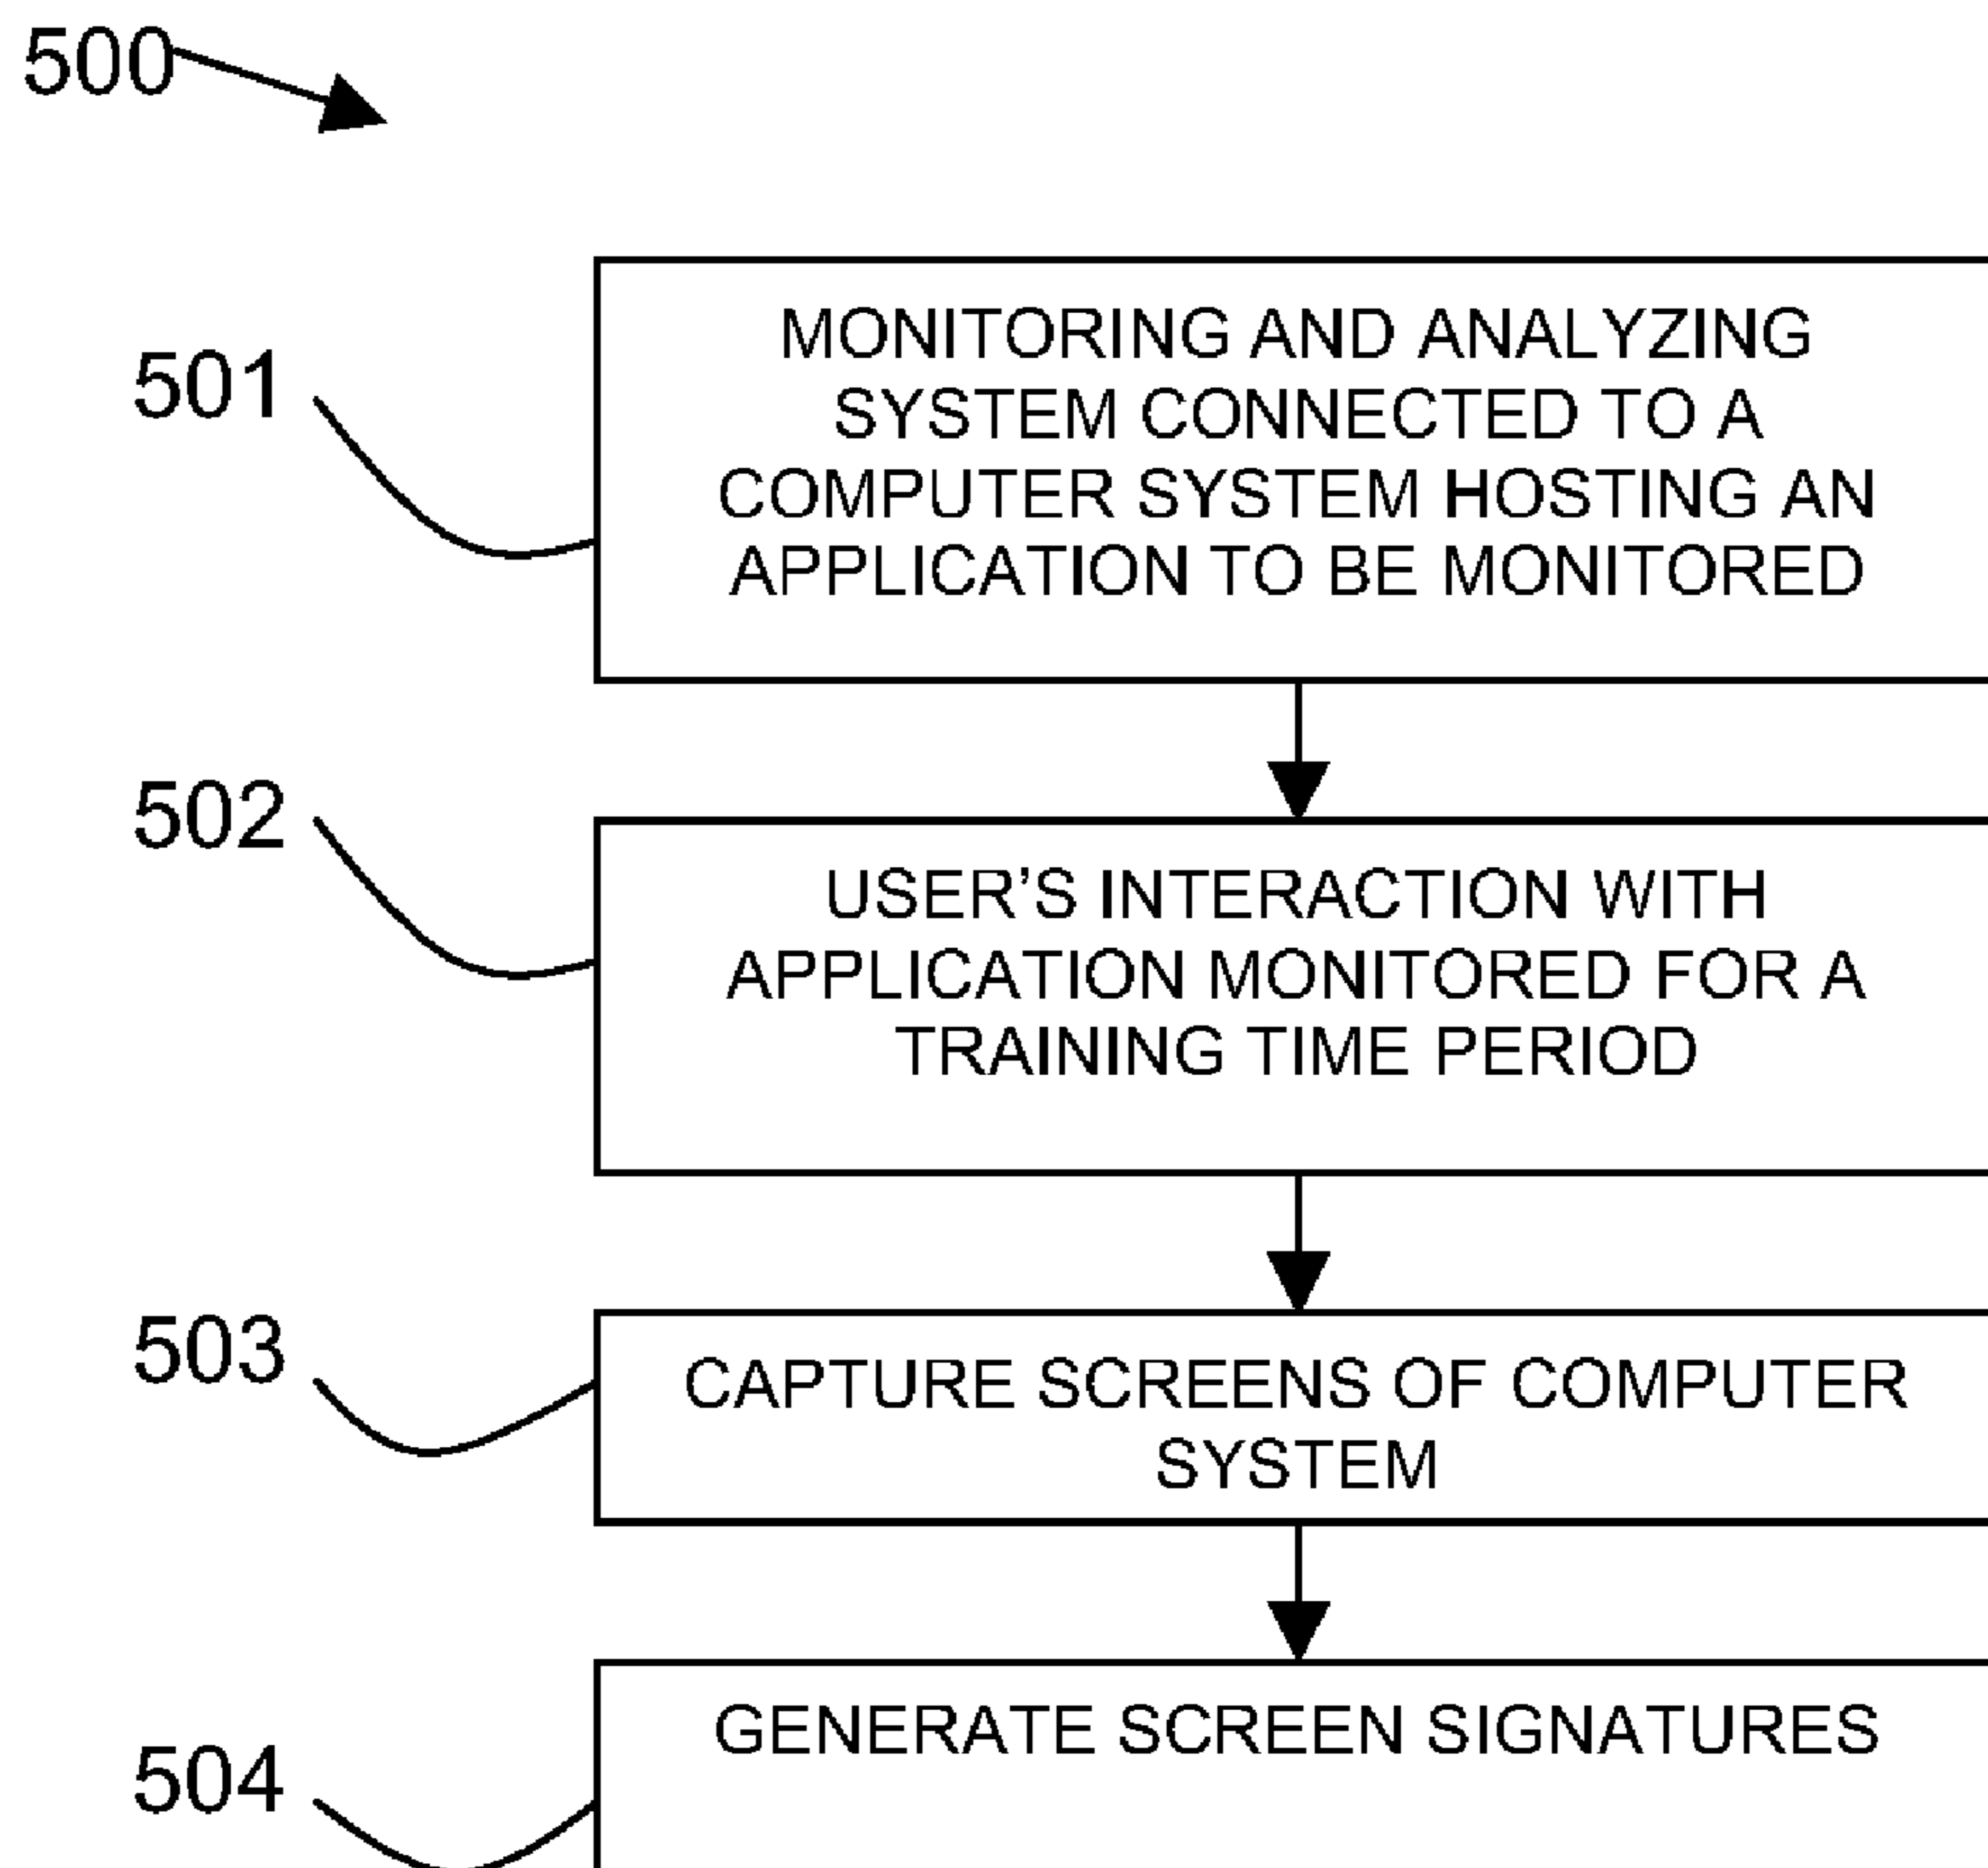 500
501
MONITORING AND ANALYZING
SYSTEM CONNECTED TO A
COMPUTER SYSTEM HOSTING AN
APPLICATION TO BE MONITORED
502
USER’S INTERACTION WITH
APPLICATION MONITORED FOR A
TRAINING TIME PERIOD
503
CAPTURE SCREENS OF COMPUTER
SYSTEM
504
GENERATE SCREEN SIGNATURES